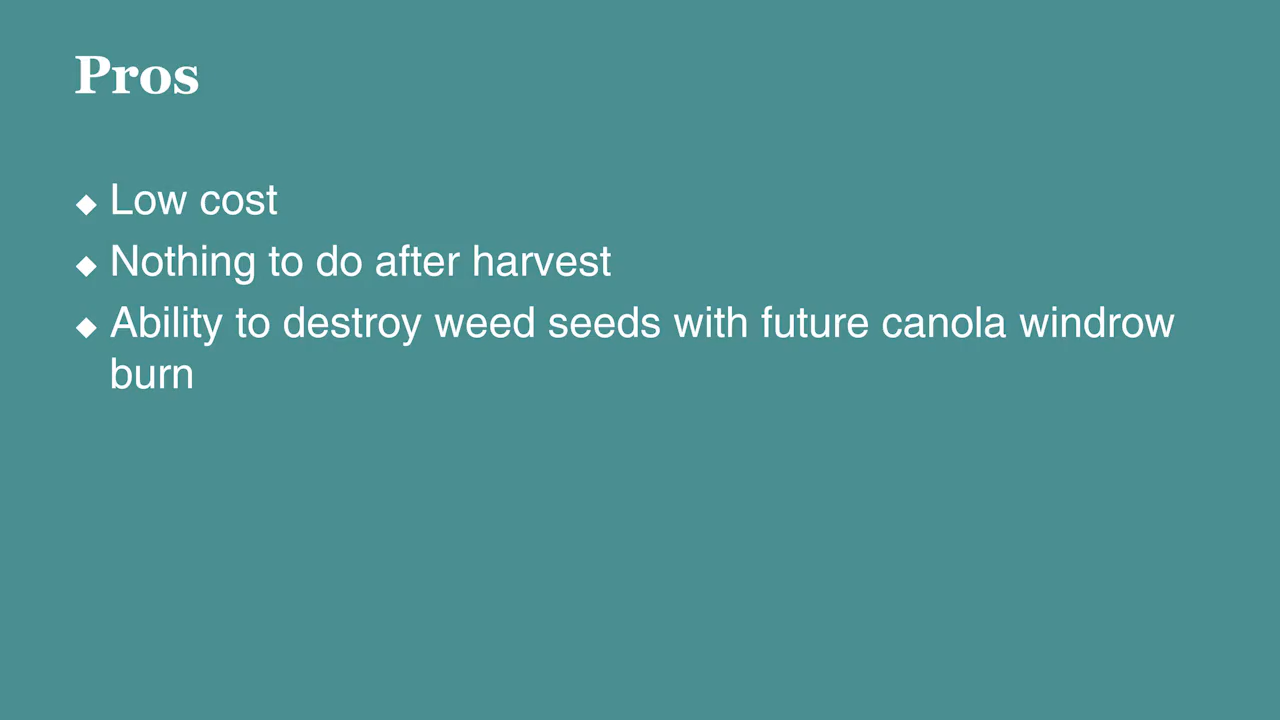 Pros
◆ Low cost
◆ Nothing to do after harvest
◆ Ability to destroy weed seeds with future canola windrow
burn